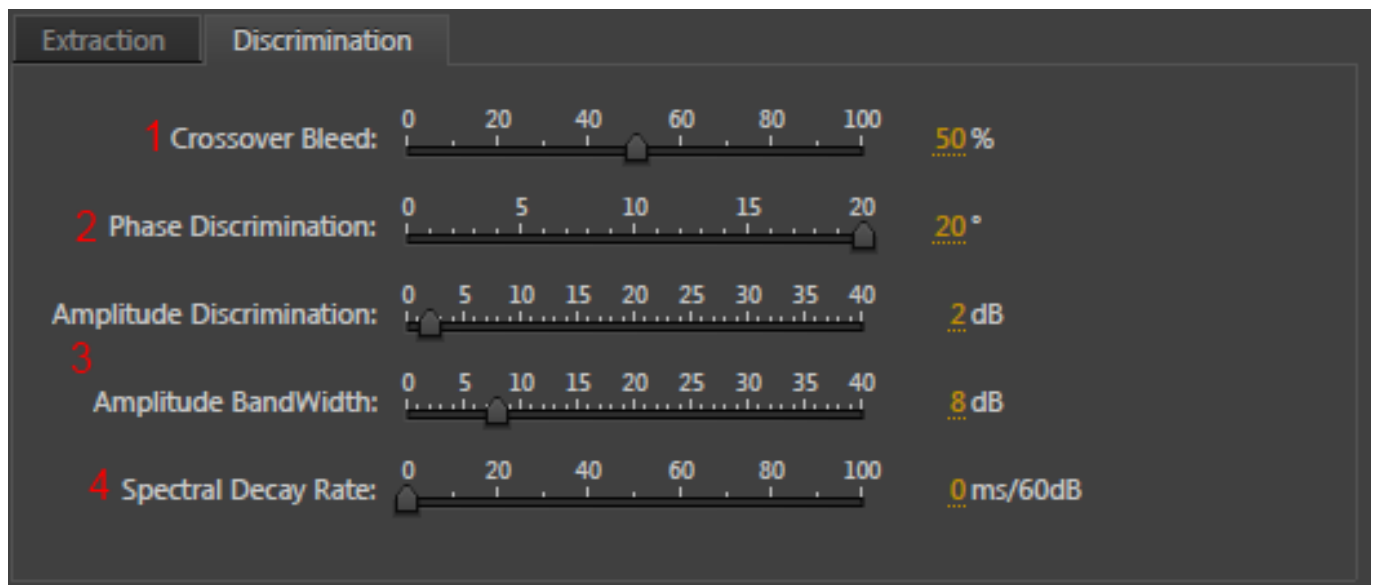 Extraction Discrimination
0 20 40 60 80 100
1 Crossover Bleed: 50 %
0 5 10 15 20
2 Phase Discrimination: 20 °
0 5 10 15 20 25 30 35 40
Amplitude Discrimination: 2 dB
3
0 5 10 15 20 25 30 35 40
Amplitude BandWidth: 8 dB
0 20 40 60 80 100
4 Spectral Decay Rate: 0 ms/60dB